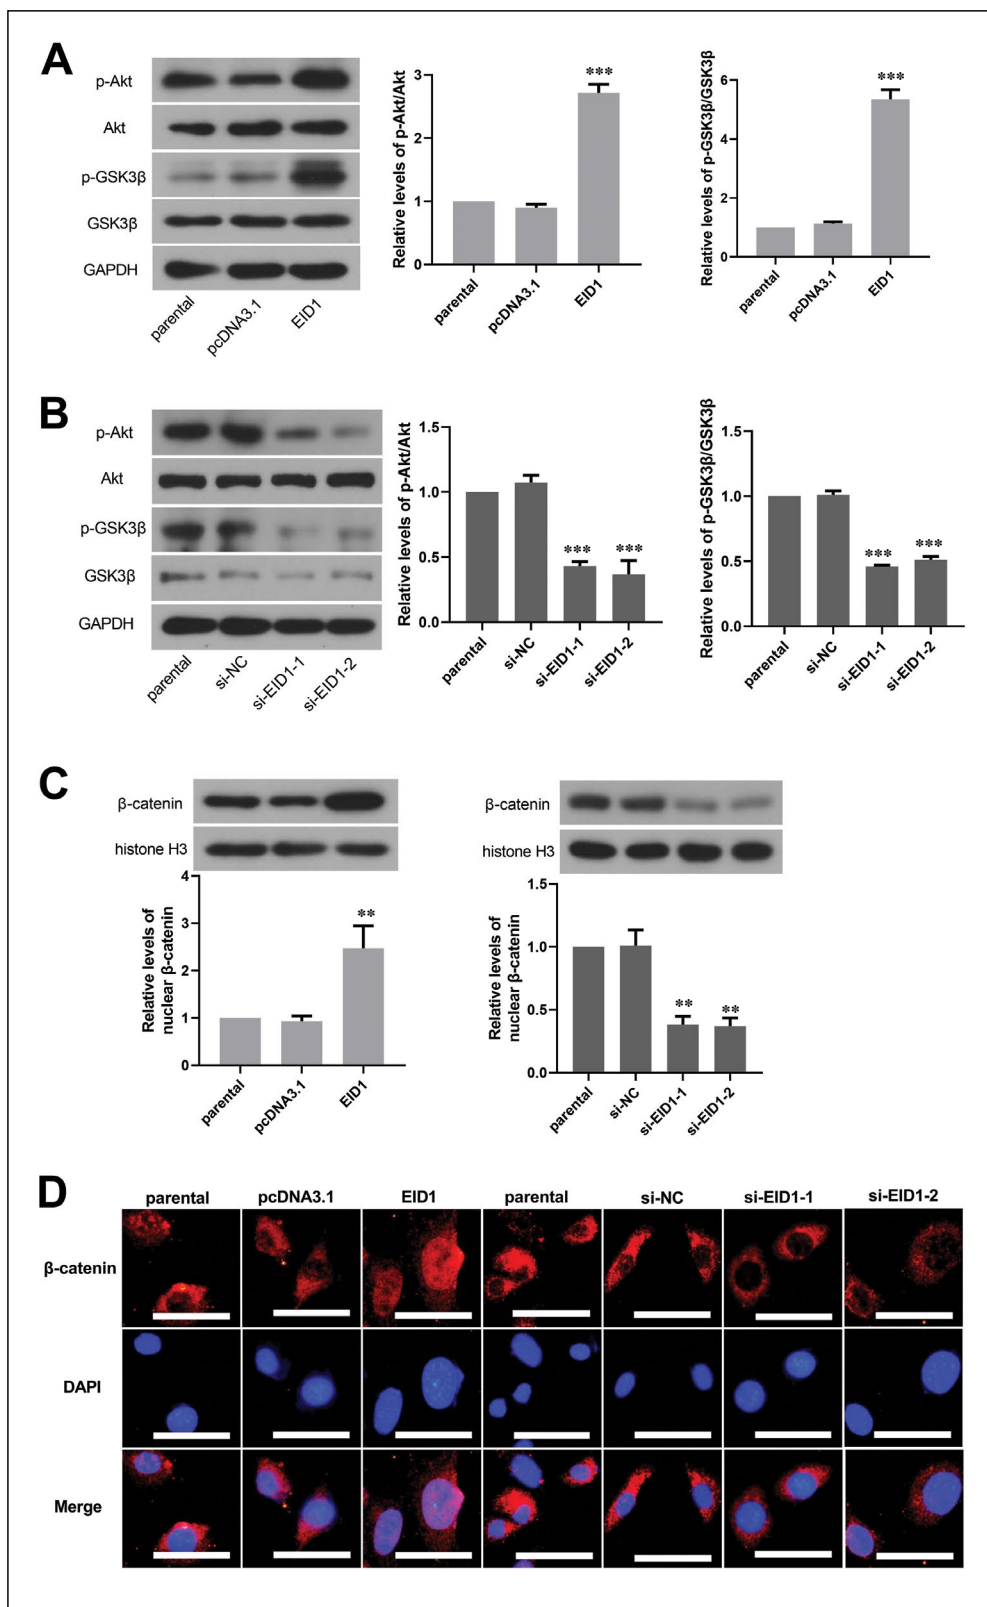 A
p-Akt
Akt
p-GSK3β
GSK3β
GAPDH
parental
pcDNA3.1
EID1
Relative levels of p-Akt/Akt
3
2
1
0
***
parental
pcDNA3.1
EID1
Relative levels of p-GSK3β/GSK3β
6
4
2
0
***
parental
pcDNA3.1
EID1
B
p-Akt
Akt
p-GSK3β
GSK3β
GAPDH
parental
si-NC
si-EID1-1
si-EID1-2
Relative levels of p-Akt/Akt
1.5
1.0
0.5
0.0
***
***
parental
si-NC
si-EID1-1
si-EID1-2
Relative levels of p-GSK3β/GSK3β
1.5
1.0
0.5
0.0
***
***
parental
si-NC
si-EID1-1
si-EID1-2
C
β-catenin
histone H3
Relative levels of
nuclear β-catenin
4
3
2
1
0
**
parental
pcDNA3.1
EID1
β-catenin
histone H3
Relative levels of
nuclear β-catenin
1.5
1.0
0.5
0.0
**
**
parental
si-NC
si-EID1-1
si-EID1-2
D
parental pcDNA3.1 EID1 parental si-NC si-EID1-1 si-EID1-2
β-catenin
DAPI
Merge